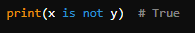 print(x is not y)  # True